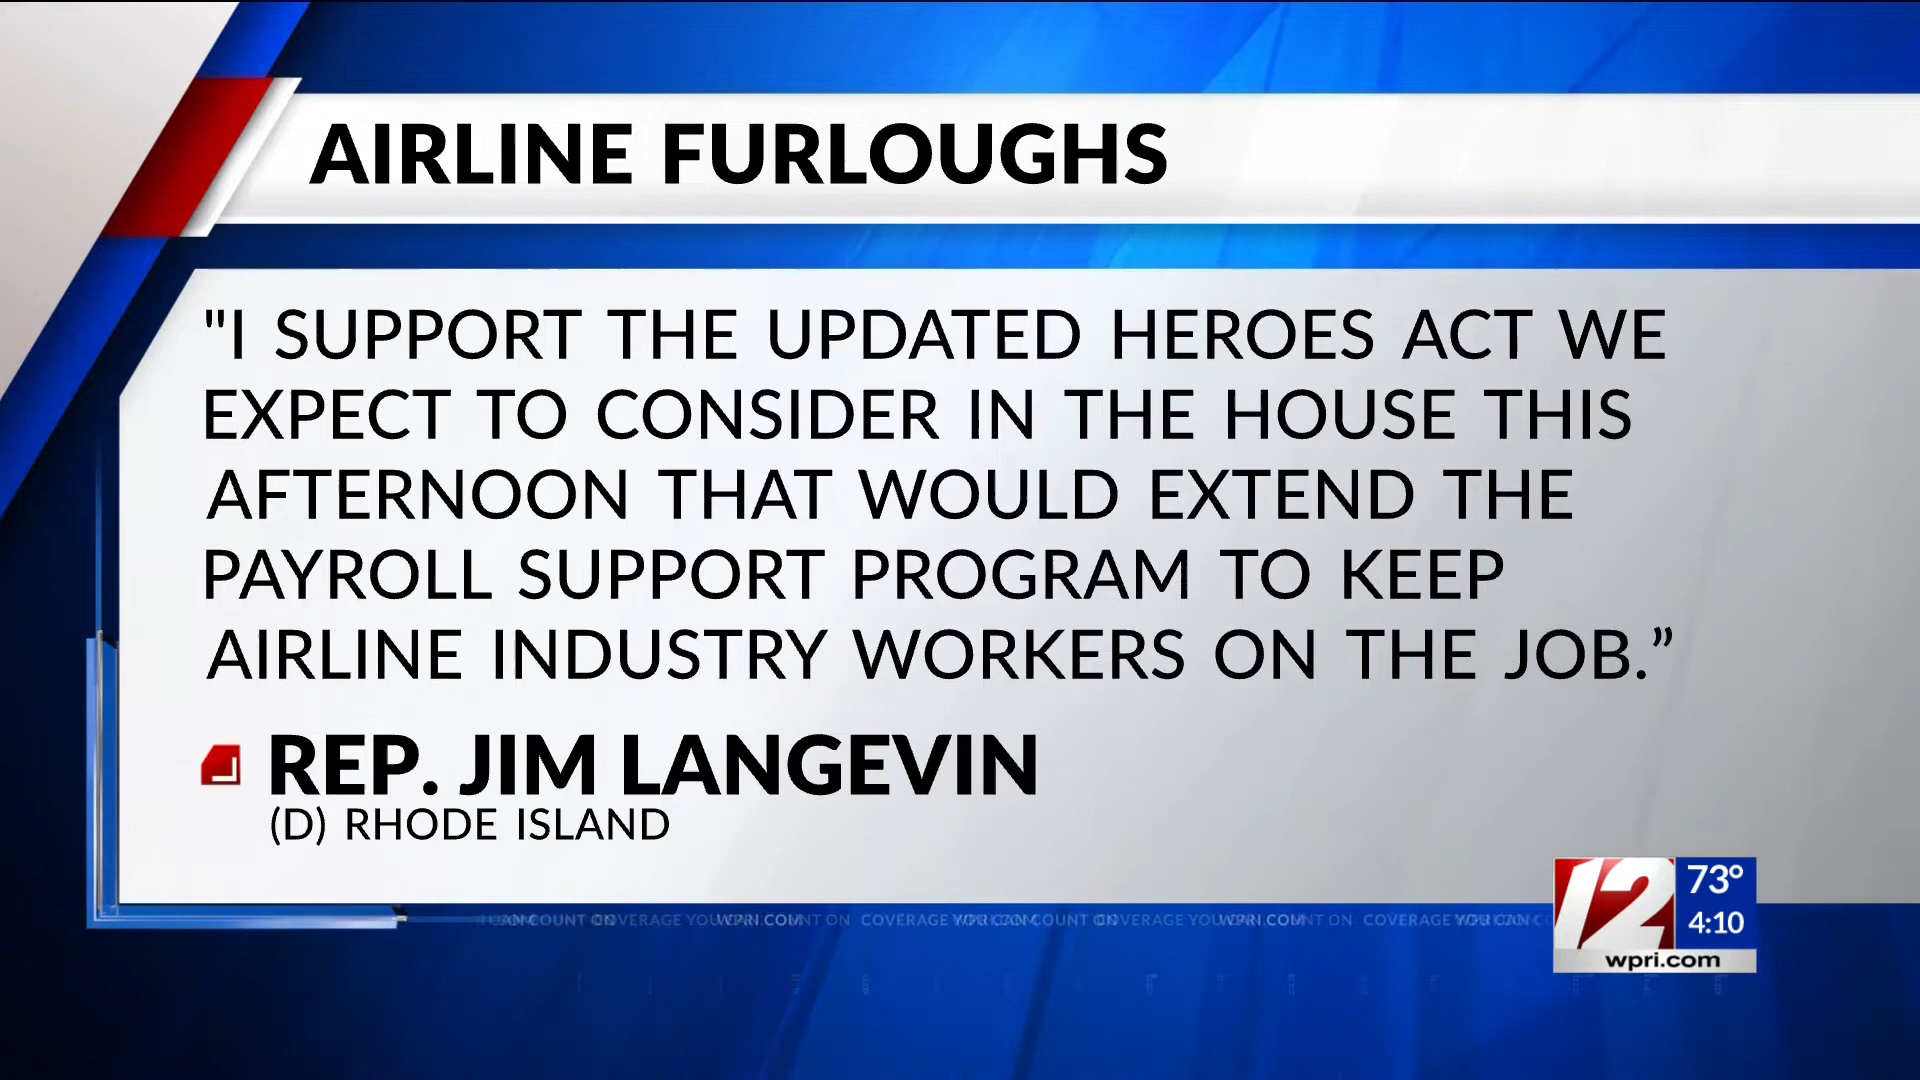 AIRLINE FURLOUGHS
"I SUPPORT THE UPDATED HEROES ACT WE
EXPECT TO CONSIDER IN THE HOUSE THIS
AFTERNOON THAT WOULD EXTEND THE
PAYROLL SUPPORT PROGRAM TO KEEP
AIRLINE INDUSTRY WORKERS ON THE JOB.”
REP. JIM LANGEVIN
(D) RHODE ISLAND
12
73°
4:10
wpri.com